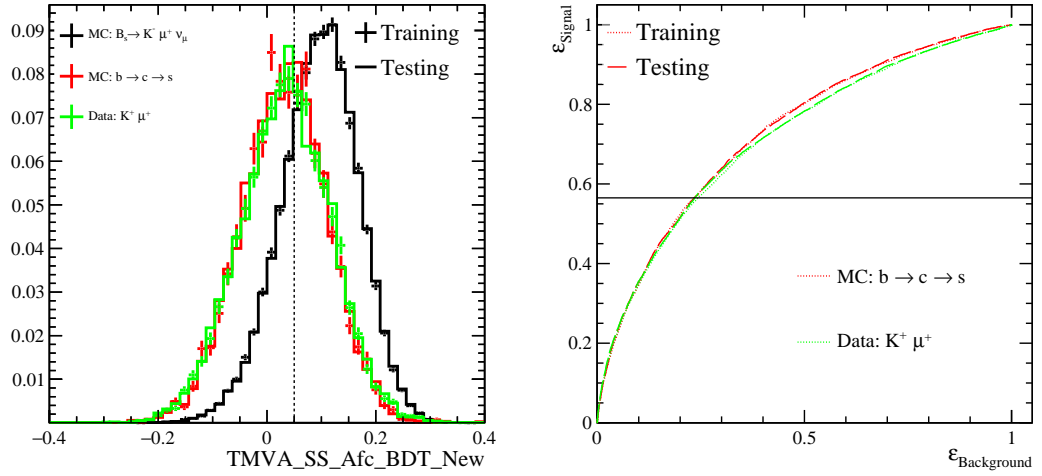 0.09
0.08
0.07
0.06
0.05
0.04
0.03
0.02
0.01
MC: Bs→ K⁻ μ⁺ νμ
MC: b → c → s
Data: K⁺ μ⁺
Training
Testing
−0.4 −0.2 0 0.2 0.4
TMVA_SS_Afc_BDT_New
εSignal
1
0.8
0.6
0.4
0.2
0
Training
Testing
MC: b → c → s
Data: K⁺ μ⁺
0 0.5 1
εBackground